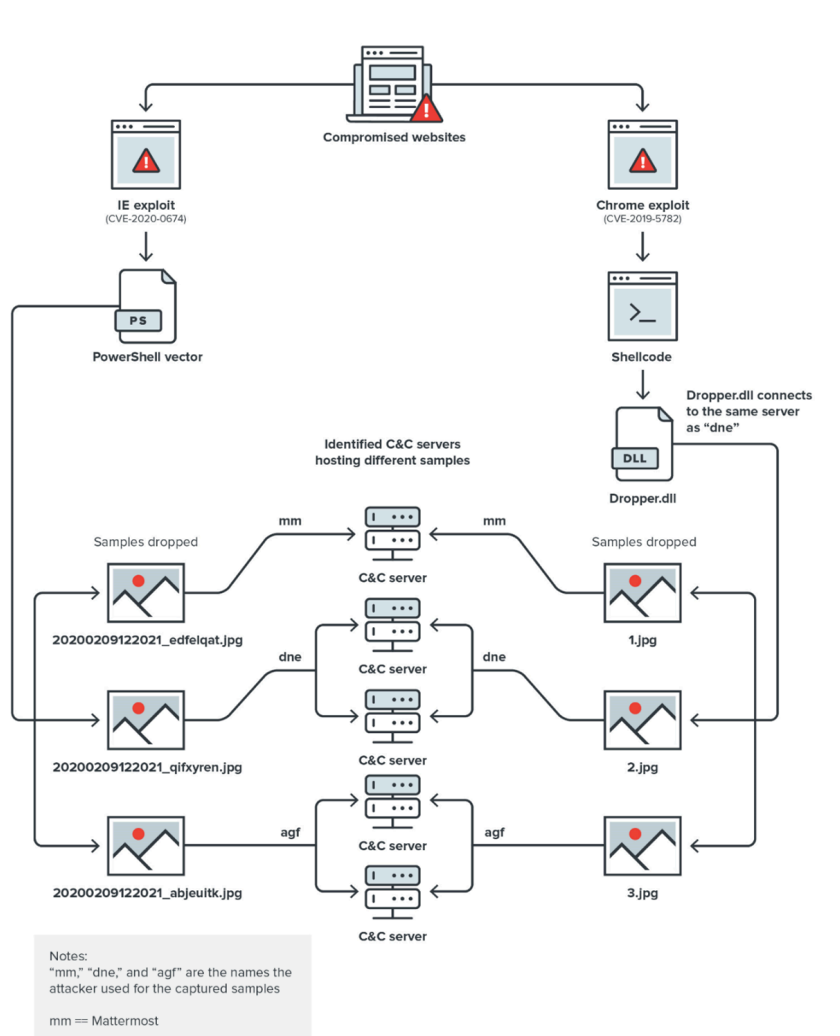 Compromised websites
IE exploit
(CVE-2020-0674)
Chrome exploit
(CVE-2019-5782)
PS
PowerShell vector
>_
Shellcode
Dropper.dll connects
to the same server
as “dne”
DLL
Dropper.dll
Identified C&C servers
hosting different samples
Samples dropped
mm
mm
Samples dropped
C&C server
20200209122021_edfelqat.jpg
1.jpg
dne
dne
C&C server
C&C server
20200209122021_qifxyren.jpg
2.jpg
agf
agf
C&C server
20200209122021_abjeuitk.jpg
3.jpg
C&C server
Notes:
“mm,” “dne,” and “agf” are the names the
attacker used for the captured samples
mm == Mattermost